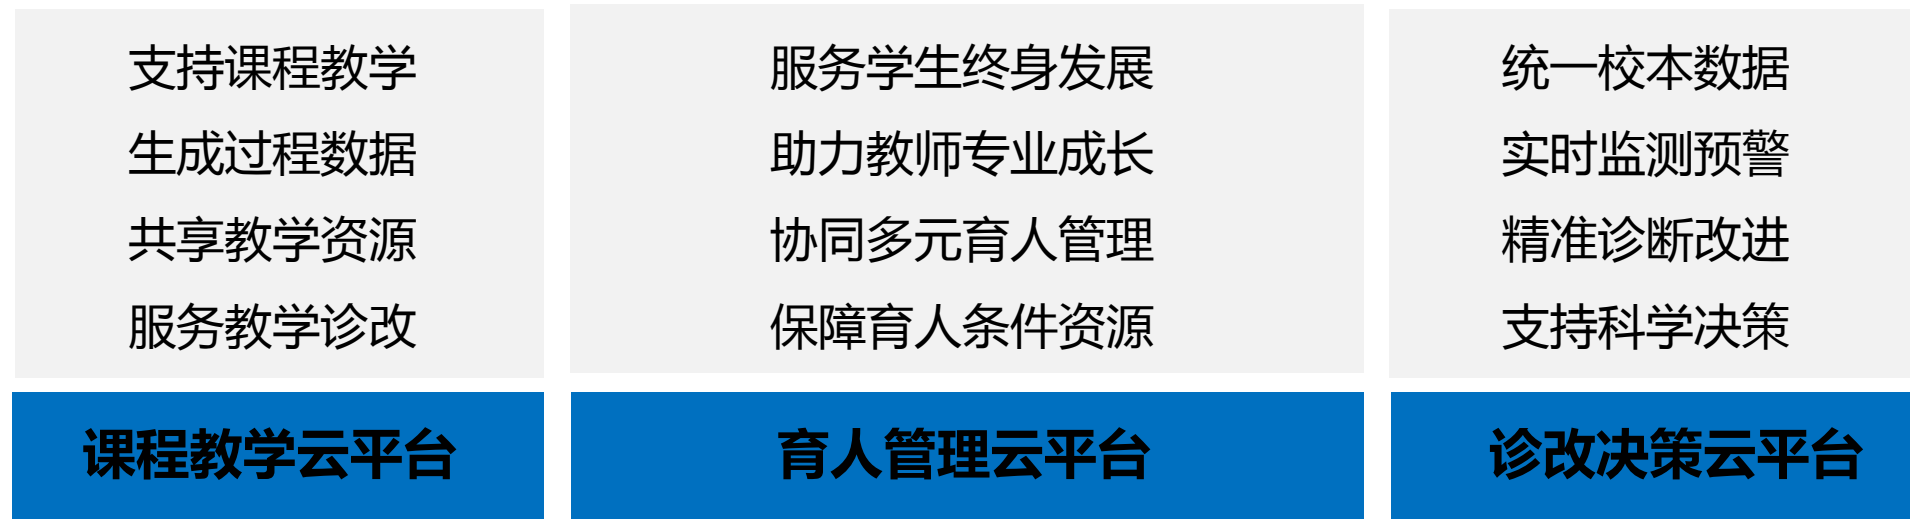 支持课程教学
生成过程数据
共享教学资源
服务教学诊改
课程教学云平台
服务学生终身发展
助力教师专业成长
协同多元育人管理
保障育人条件资源
育人管理云平台
统一校本数据
实时监测预警
精准诊断改进
支持科学决策
诊改决策云平台